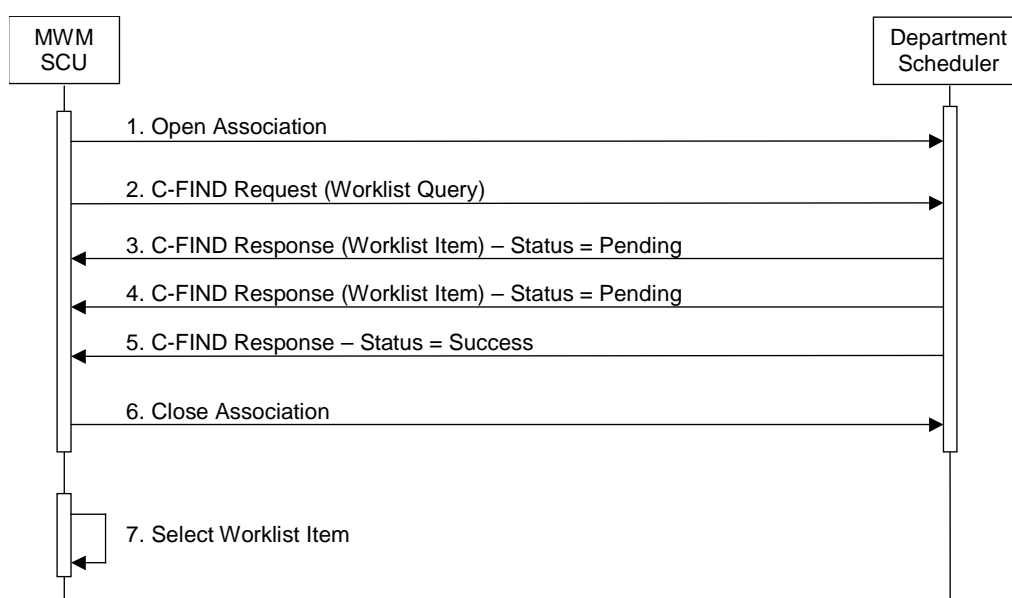 MWM
SCU
Department
Scheduler
1. Open Association
2. C-FIND Request (Worklist Query)
3. C-FIND Response (Worklist Item) – Status = Pending
4. C-FIND Response (Worklist Item) – Status = Pending
5. C-FIND Response – Status = Success
6. Close Association
7. Select Worklist Item